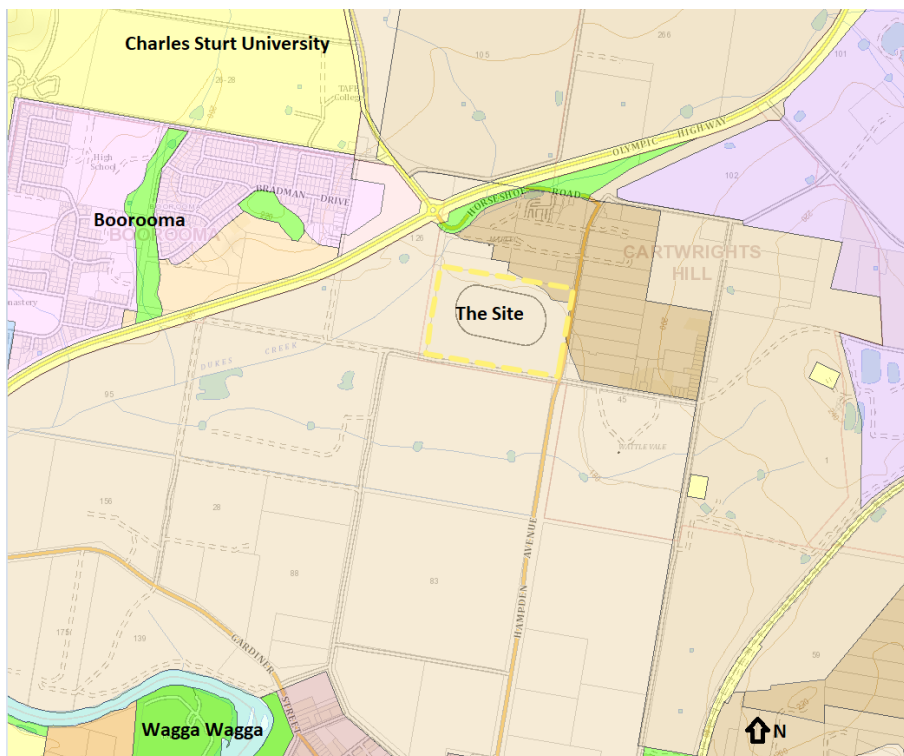 Charles Sturt University
105
266
101
26-28
TAFE
College
OLYMPIC HIGHWAY
High
School
102
BRADMAN DRIVE
HORSESHOE ROAD
Boorooma
BOOROOMA
126
CARTWRIGHTS
HILL
The Site
DUKES CREEK
95
45
WATTLE VALE
180
1
156
28
HAMPDEN AVENUE
88
83
GARDINER STREET
139
59
Wagga Wagga
N